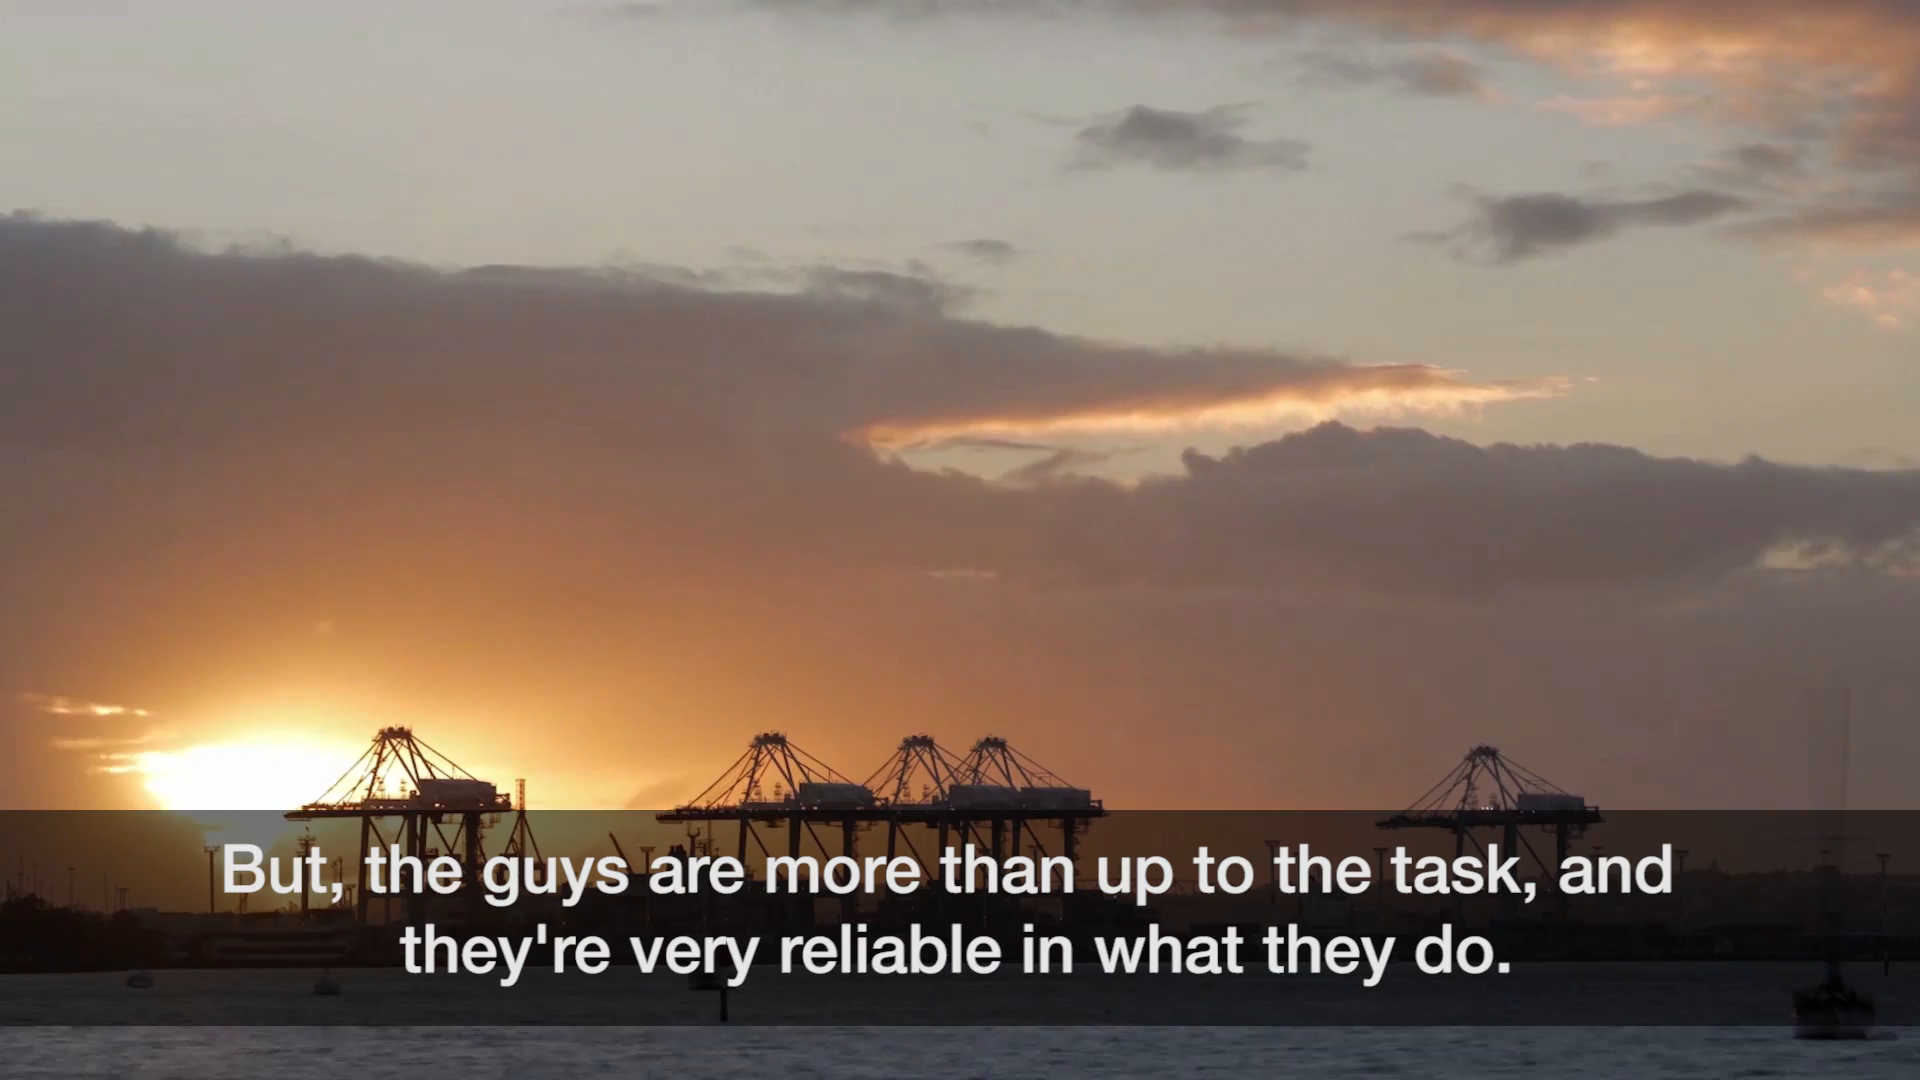 But, the guys are more than up to the task, and
they're very reliable in what they do.